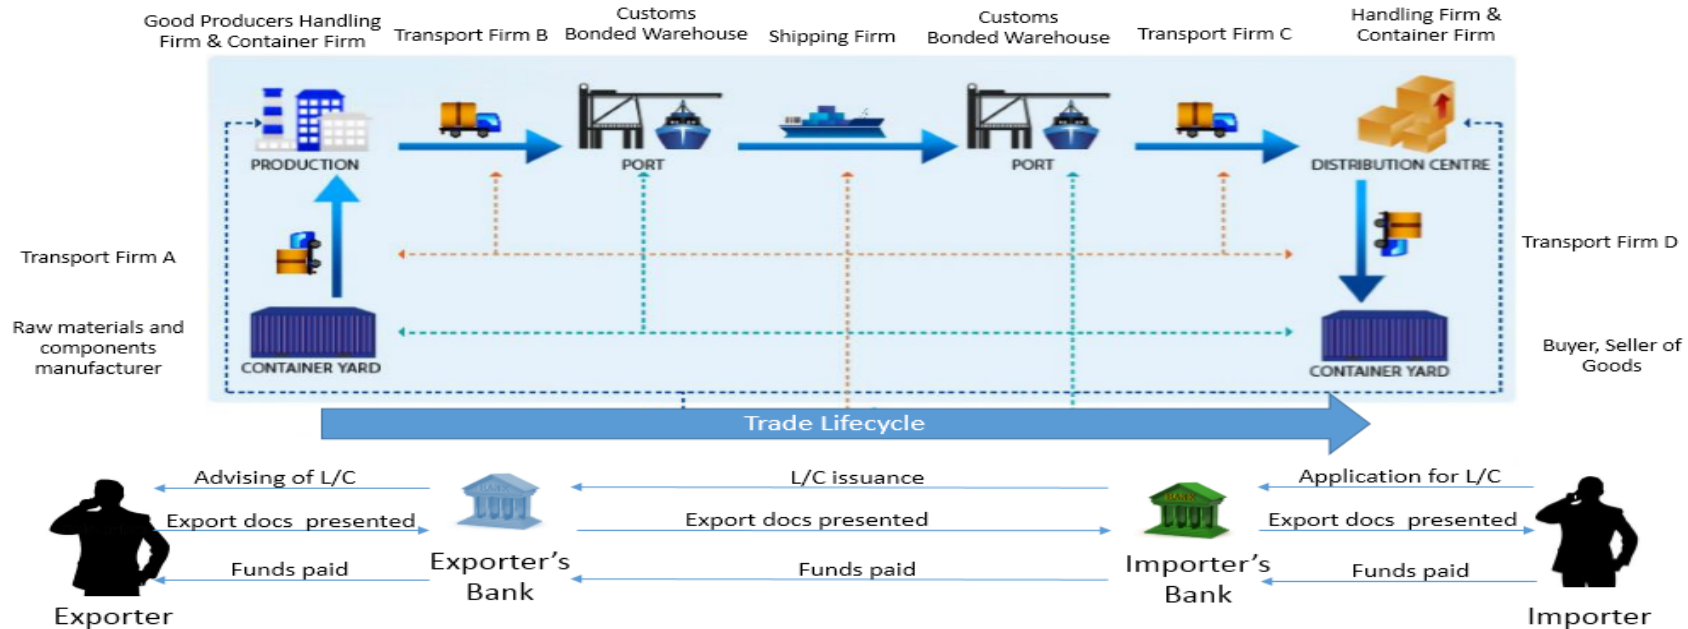 Good Producers Handling
Firm & Container Firm
Transport Firm B
Customs
Bonded Warehouse
Shipping Firm
Customs
Bonded Warehouse
Transport Firm C
Handling Firm &
Container Firm
PRODUCTION
PORT
PORT
DISTRIBUTION CENTRE
Transport Firm A
Transport Firm D
Raw materials and
components
manufacturer
CONTAINER YARD
CONTAINER YARD
Buyer, Seller of
Goods
Trade Lifecycle
Advising of L/C
L/C issuance
Application for L/C
BANK
BANK
Export docs presented
Export docs presented
Export docs presented
Exporter's
Bank
Importer's
Bank
Funds paid
Funds paid
Funds paid
Exporter
Importer